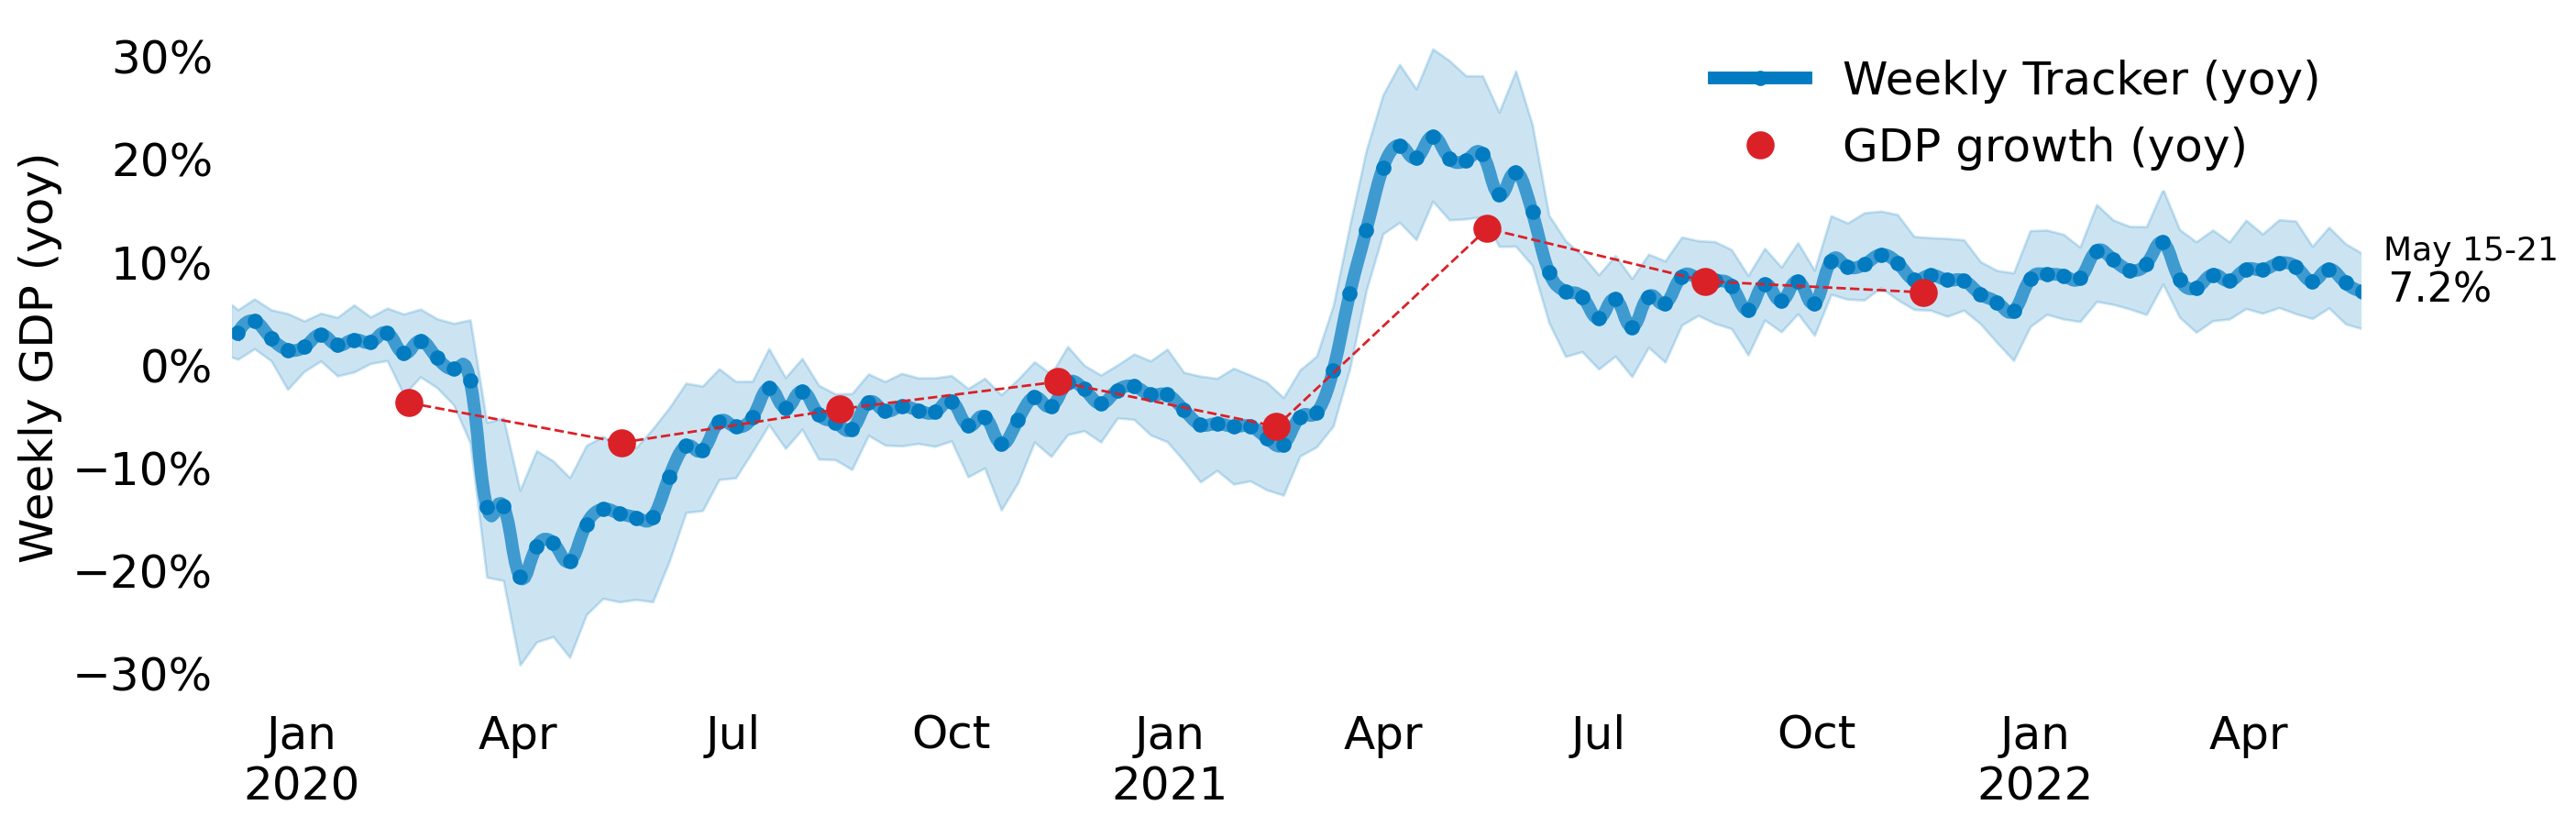 Weekly GDP (yoy)
30%
20%
10%
0%
−10%
−20%
−30%
Weekly Tracker (yoy)
GDP growth (yoy)
May 15-21
7.2%
Jan Apr Jul Oct Jan Apr Jul Oct Jan Apr
2020 2021 2022